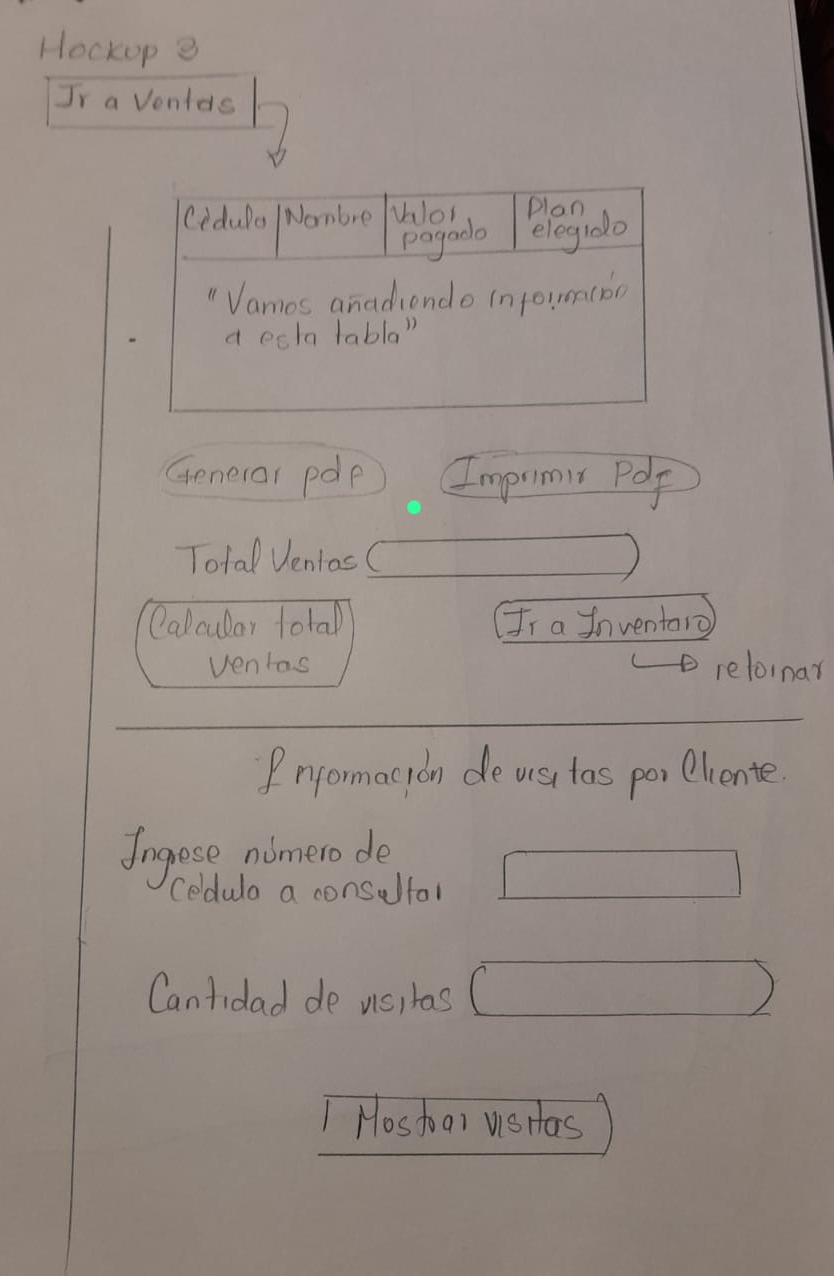 Mockup 3
Ir a Ventas
Cédula Nombre Valor pagado Plan elegido
"Vamos añadiendo información
a esta tabla"
Generar pdf Imprimir Pdf
Total Ventas
Calcular total
ventas
Ir a Inventaro
retornar
Información de visitas por Cliente.
Ingese número de
Cédula a consultar
Cantidad de visitas
Mostrar visitas